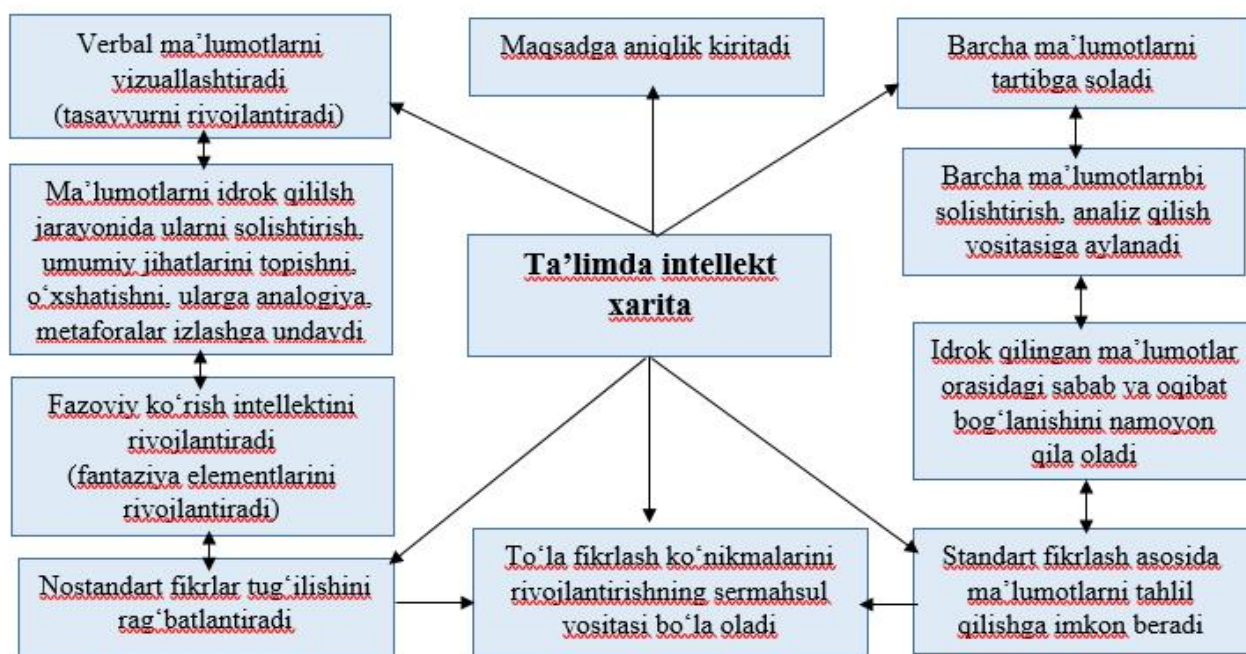 Verbal ma’lumotlarni
vizuallashtiradi
(tasavvurni rivojlantiradi)
Maqsadga aniqlik kiritadi
Barcha ma’lumotlarni
tartibga soladi
Ma’lumotlarni idrok qililsh
jarayonida ularni solishtirish,
umumiy jihatlarini topishni,
o‘xshatishni, ularga analogiya,
metaforalar izlashga undaydi
Ta’limda intellekt
xarita
Barcha ma’lumotlarnbi
solishtirish, analiz qilish
vositasiga aylanadi
Fazoviy ko‘rish intellektini
rivojlantiradi
(fantaziya elementlarini
rivojlantiradi)
Idrok qilingan ma’lumotlar
orasidagi sabab va oqibat
bog‘lanishini namoyon
qila oladi
Nostandart fikrlar tug‘ilishini
rag‘batlantiradi
To‘la fikrlash ko‘nikmalarini
rivojlantirishning sermahsul
vositasi bo‘la oladi
Standart fikrlash asosida
ma’lumotlarni tahlil
qilishga imkon beradi